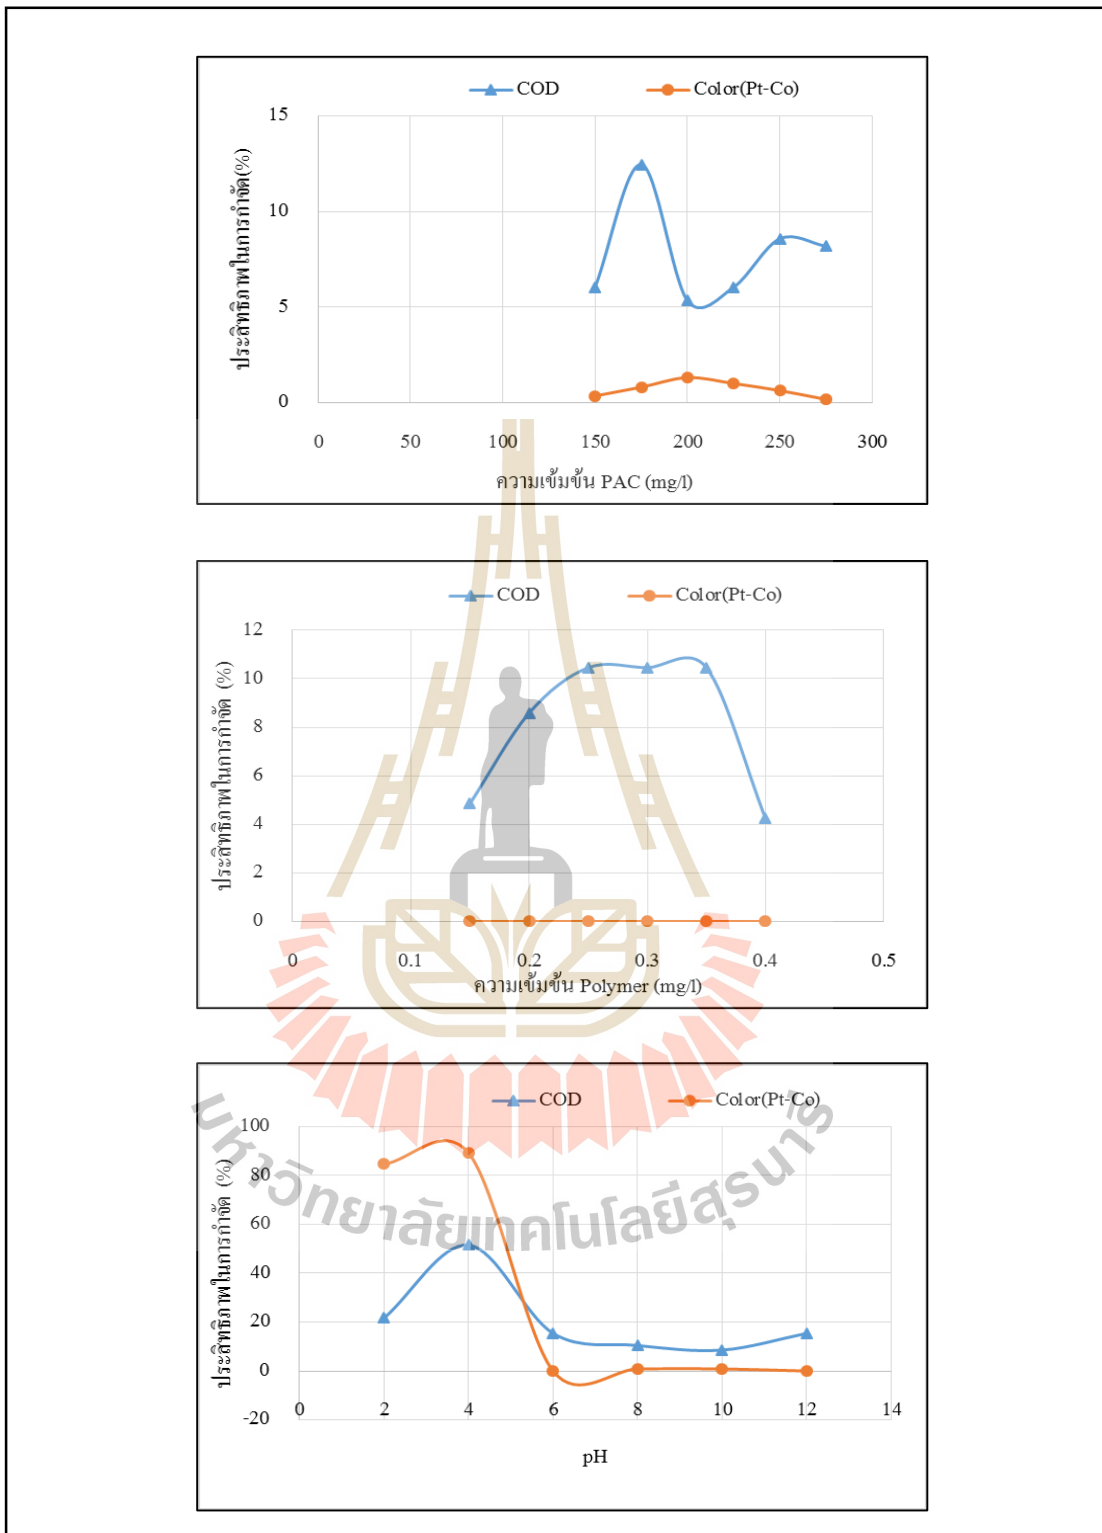 COD Color(Pt-Co)
ประสิทธิภาพในการกำจัด(%)
15
10
5
0
0 50 100 150 200 250 300
ความเข้มข้น PAC (mg/l)
COD Color(Pt-Co)
ประสิทธิภาพในการกำจัด (%)
12
10
8
6
4
2
0
0 0.1 0.2 0.3 0.4 0.5
ความเข้มข้น Polymer (mg/l)
COD Color(Pt-Co)
ประสิทธิภาพในการกำจัด (%)
100
80
60
40
20
0
-20
0 2 4 6 8 10 12 14
pH
มหาวิทยาลัยเทคโนโลยีสุรนารี